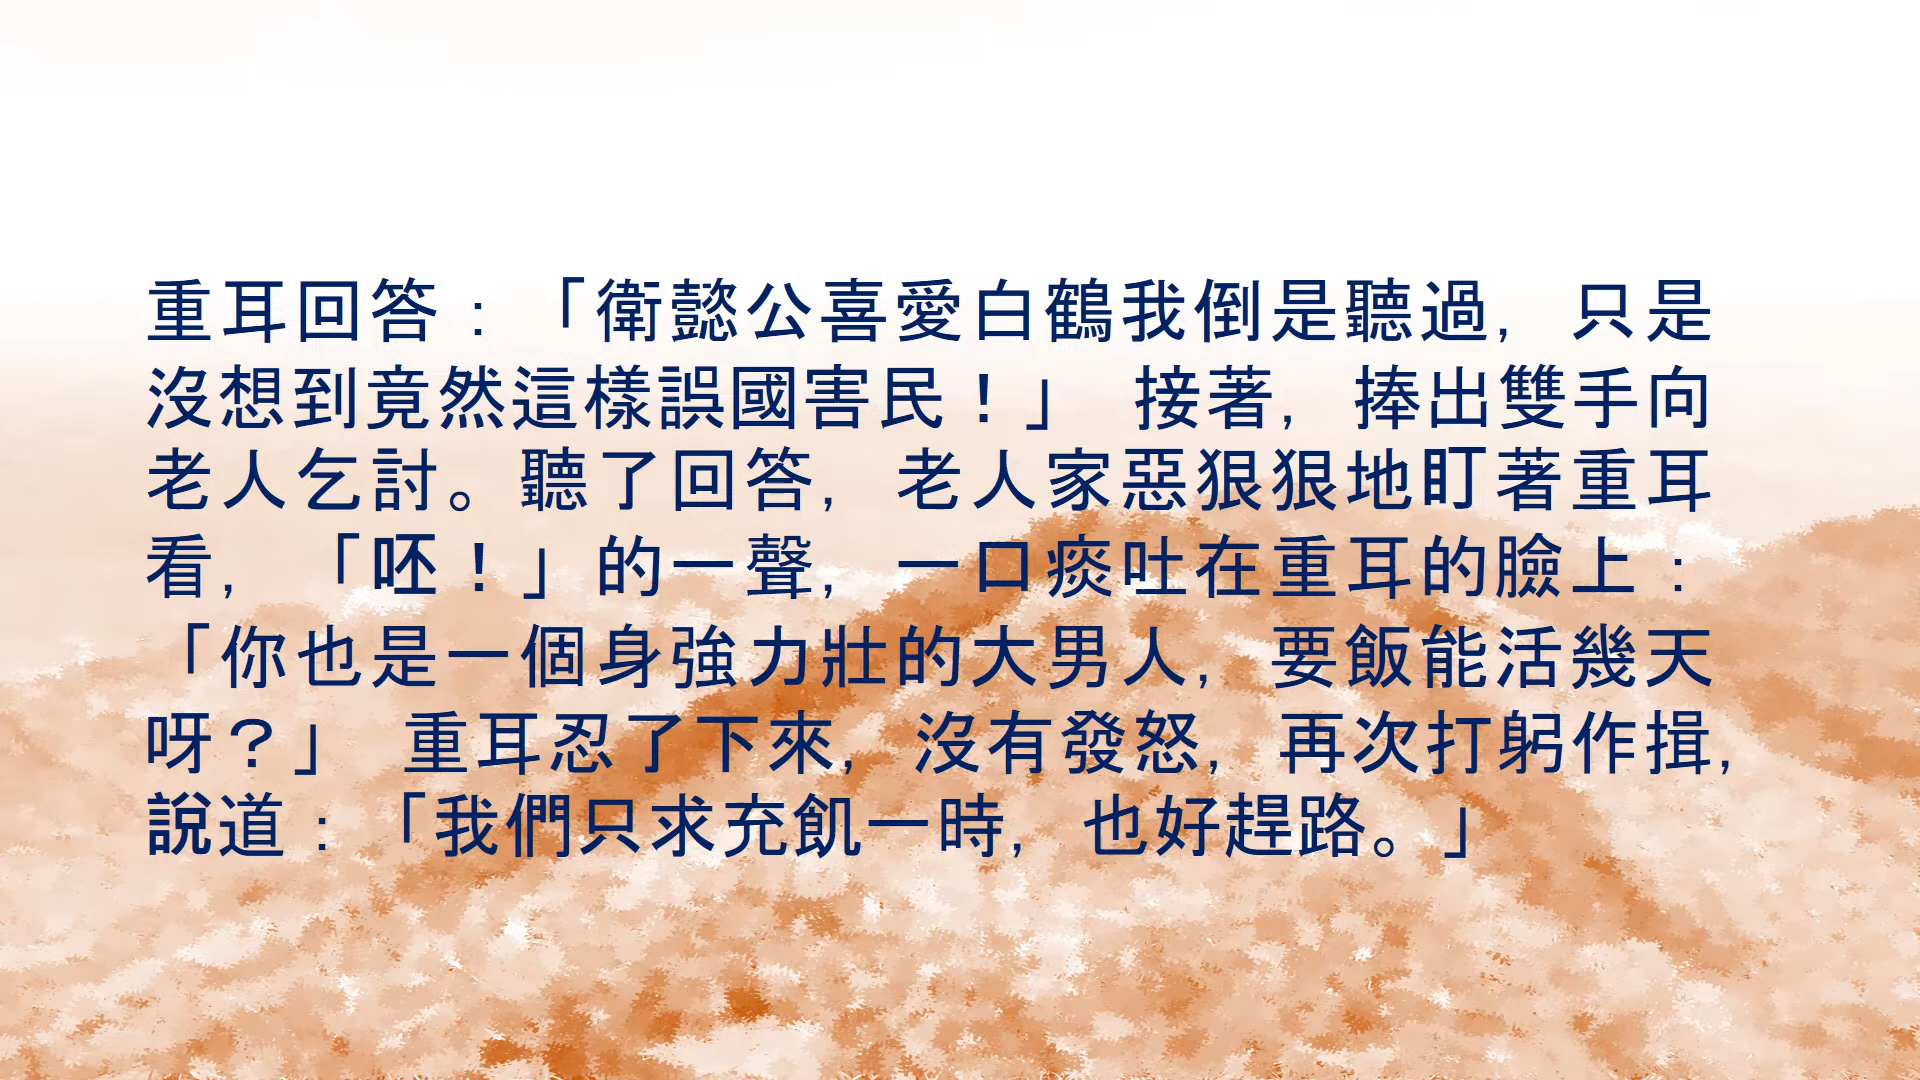 重耳回答：「衛懿公喜愛白鶴我倒是聽過, 只是
沒想到竟然這樣誤國害民！」 接著, 捧出雙手向
老人乞討。聽了回答, 老人家惡狠狠地盯著重耳
看, 「呸！」的一聲, 一口痰吐在重耳的臉上：
「你也是一個身強力壯的大男人, 要飯能活幾天
呀？」 重耳忍了下來, 沒有發怒, 再次打躬作揖,
說道：「我們只求充飢一時, 也好趕路。」